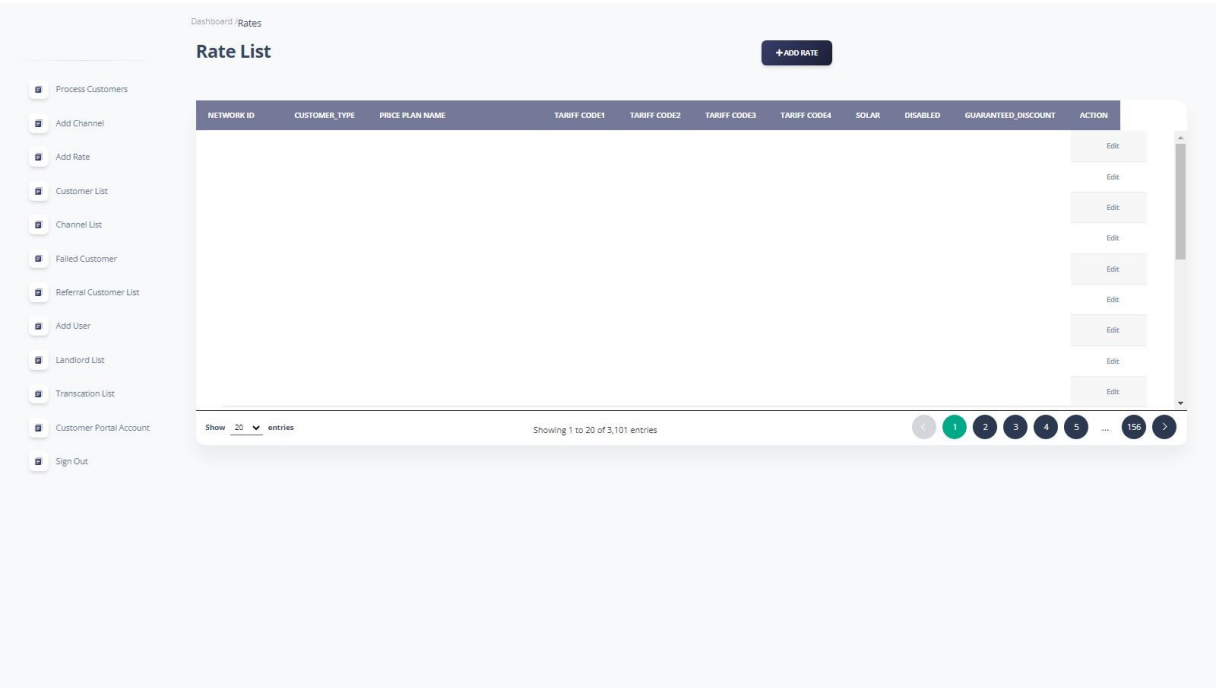 Dashboard /Rates
Rate List
+ ADD RATE
Process Customers
Add Channel
Add Rate
Customer List
Channel List
Failed Customer
Referral Customer List
Add User
Landlord List
Transcation List
Customer Portal Account
Sign Out
NETWORK ID CUSTOMER_TYPE PRICE PLAN NAME TARIFF CODE1 TARIFF CODE2 TARIFF CODE3 TARIFF CODE4 SOLAR DISABLED GUARANTEED_DISCOUNT ACTION
Edit
Edit
Edit
Edit
Edit
Edit
Edit
Edit
Edit
Show 20 entries Showing 1 to 20 of 3,101 entries < 1 2 3 4 5 ... 156 >